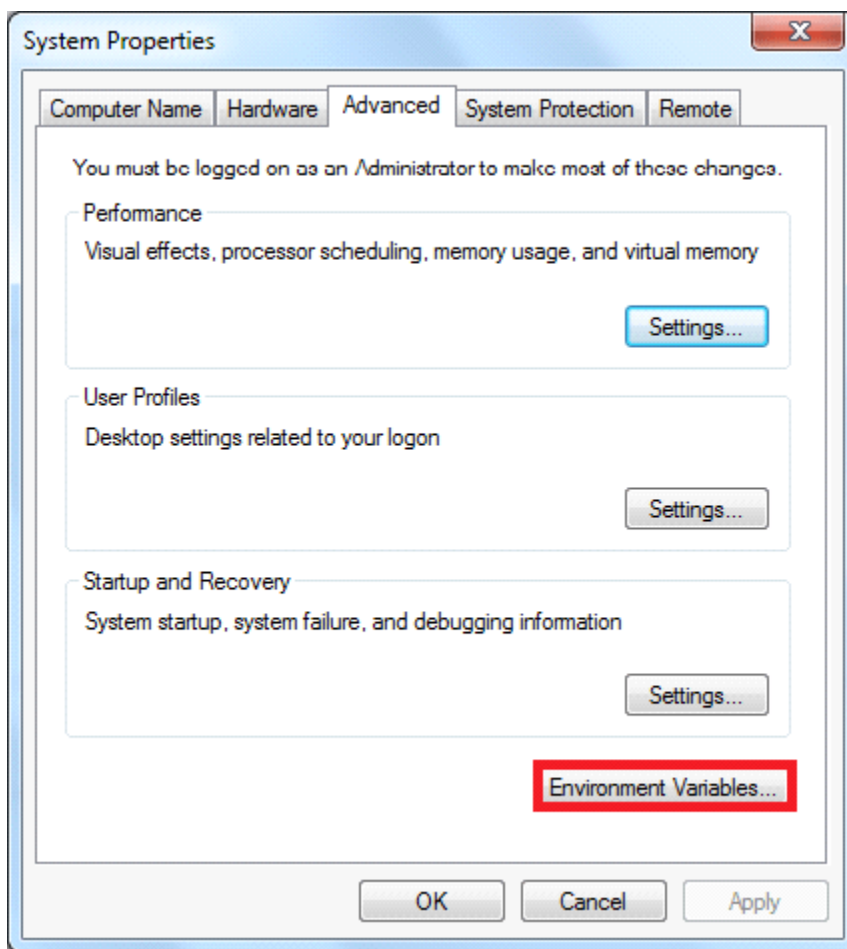 System Properties
Computer Name Hardware Advanced System Protection Remote
You must be logged on as an Administrator to make most of these changes.
Performance
Visual effects, processor scheduling, memory usage, and virtual memory
Settings...
User Profiles
Desktop settings related to your logon
Settings...
Startup and Recovery
System startup, system failure, and debugging information
Settings...
Environment Variables...
OK Cancel Apply